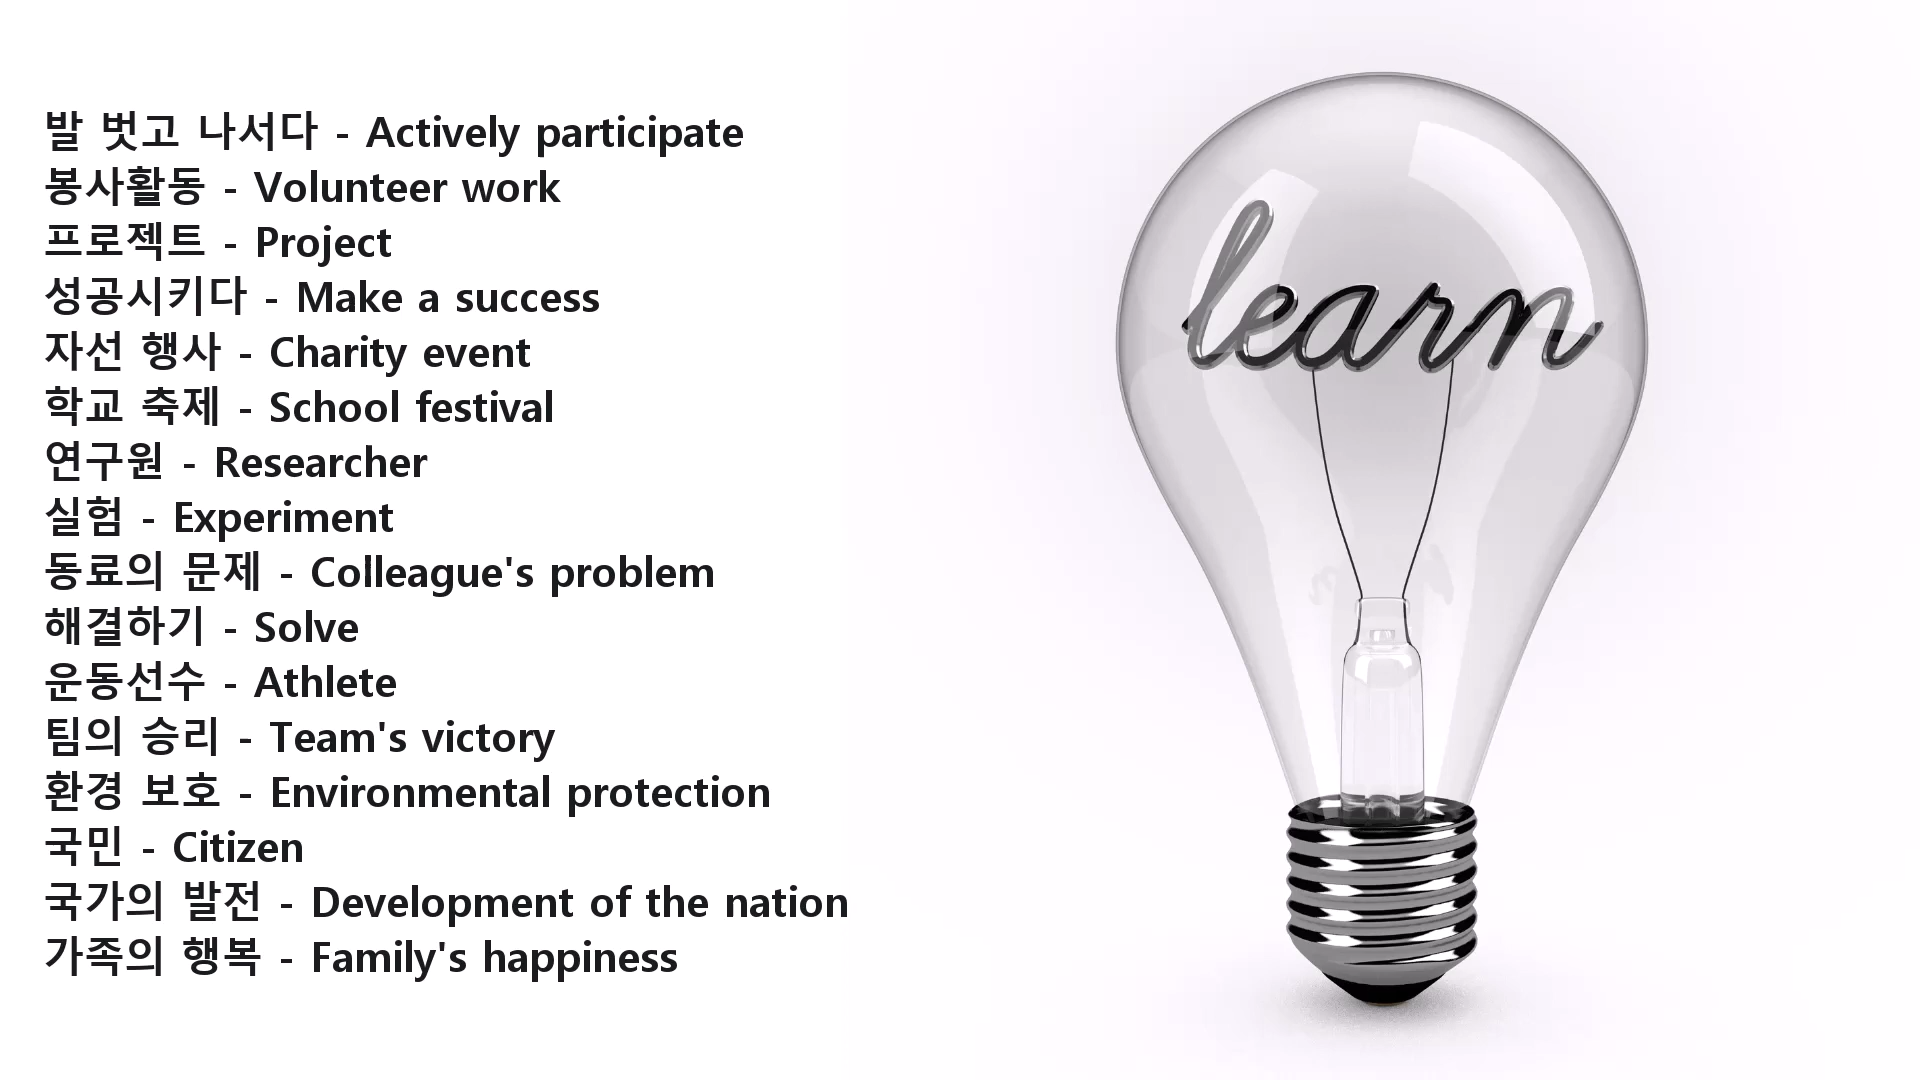 발 벗고 나서다 - Actively participate
봉사활동 - Volunteer work
프로젝트 - Project
성공시키다 - Make a success
자선 행사 - Charity event
학교 축제 - School festival
연구원 - Researcher
실험 - Experiment
동료의 문제 - Colleague's problem
해결하기 - Solve
운동선수 - Athlete
팀의 승리 - Team's victory
환경 보호 - Environmental protection
국민 - Citizen
국가의 발전 - Development of the nation
가족의 행복 - Family's happiness
learn